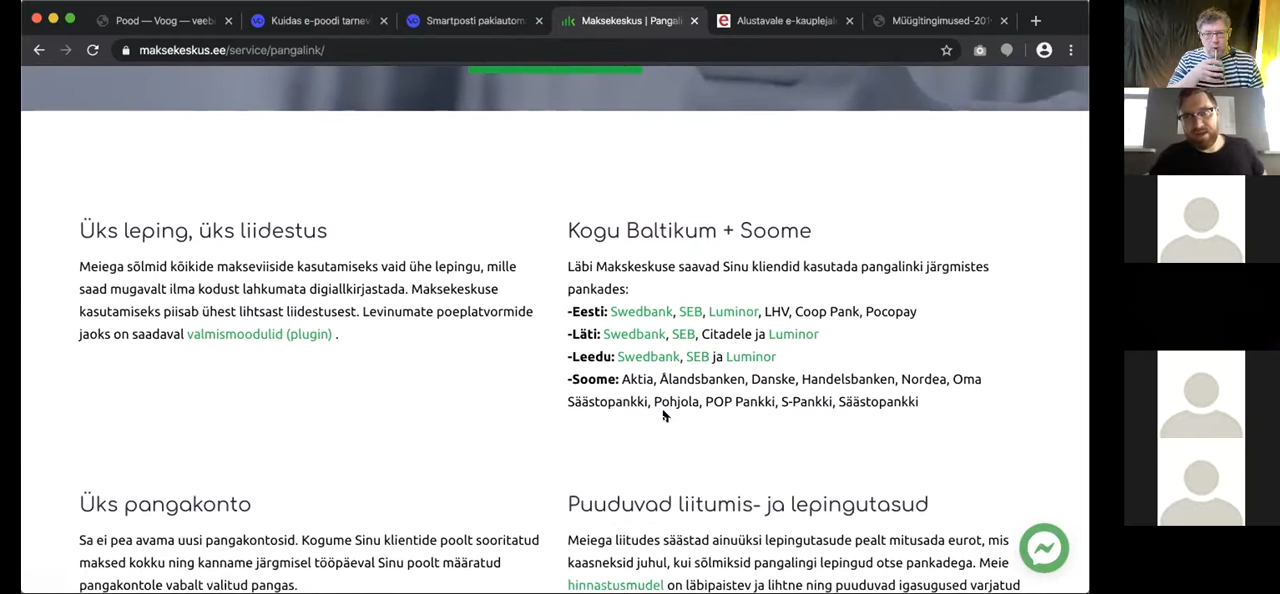 Pood — Voog — veebi
Kuidas e-poodi tarnev
Smartposti pakiautom
Maksekeskus | Pangali
Alustavale e-kauplejale
Müügitingimused-201
maksekeskus.ee/service/pangalink/
Üks leping, üks liidestus
Meiega sõlmid kõikide makseviiside kasutamiseks vaid ühe lepingu, mille
saad mugavalt ilma kodust lahkumata digiallkirjastada. Maksekeskuse
kasutamiseks piisab ühest lihtsast liidestusest. Levinumate poeplatvormide
jaoks on saadaval valmismoodulid (plugin) .
Kogu Baltikum + Soome
Läbi Makskeskuse saavad Sinu kliendid kasutada pangalinki järgmistes
pankades:
-Eesti: Swedbank, SEB, Luminor, LHV, Coop Pank, Pocopay
-Läti: Swedbank, SEB, Citadele ja Luminor
-Leedu: Swedbank, SEB ja Luminor
-Soome: Aktia, Ålandsbanken, Danske, Handelsbanken, Nordea, Oma
Säästopankki, Pohjola, POP Pankki, S-Pankki, Säästopankki
Üks pangakonto
Sa ei pea avama uusi pangakontosid. Kogume Sinu klientide poolt sooritatud
maksed kokku ning kanname järgmisel tööpäeval Sinu poolt määratud
pangakontole vabalt valitud pangas.
Puuduvad liitumis- ja lepingutasud
Meiega liitudes säästad ainuüksi lepingutasude pealt mitusada eurot, mis
kaasneksid juhul, kui sõlmiksid pangalingi lepingud otse pankadega. Meie
hinnastusmudel on läbipaistev ja lihtne ning puuduvad igasugused varjatud